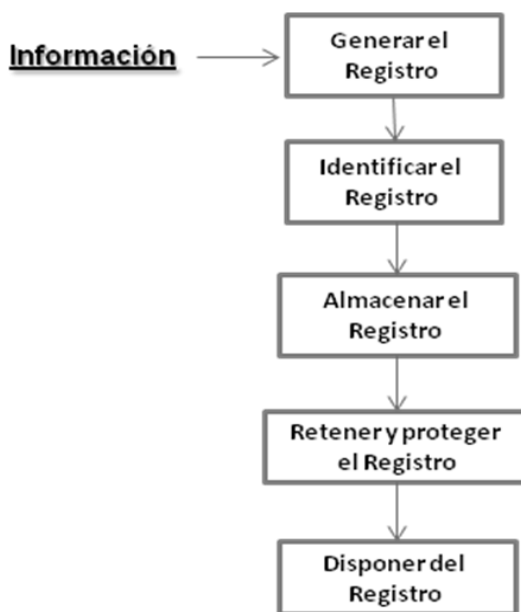 Información
Generar el
Registro
Identificar el
Registro
Almacenar el
Registro
Retener y proteger
el Registro
Disponer del
Registro